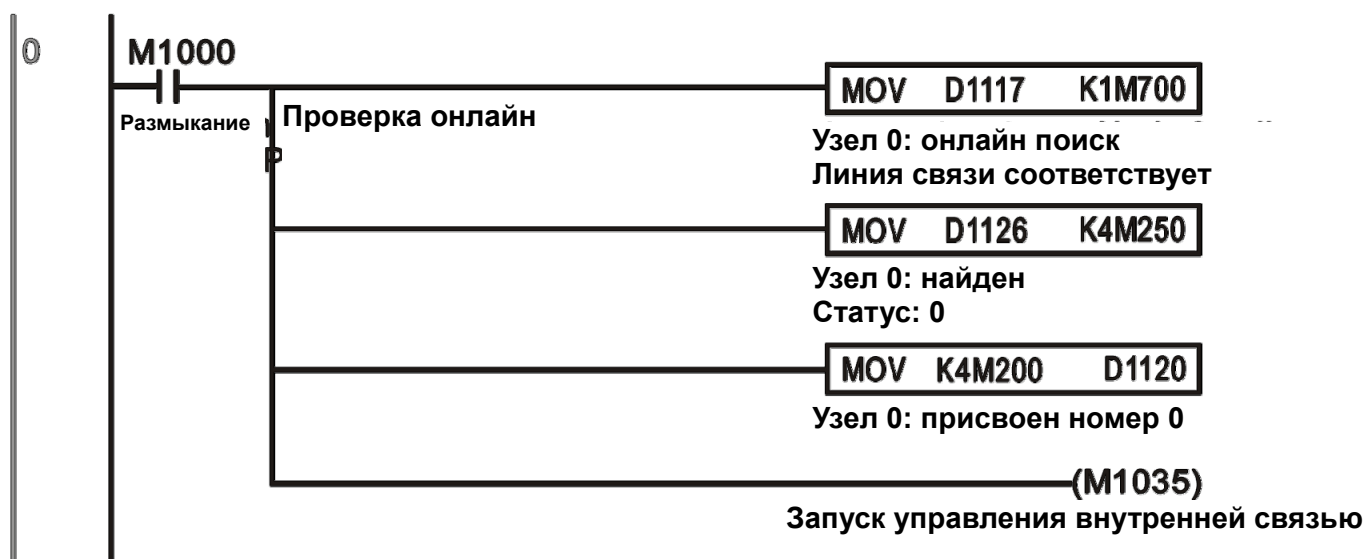 0
M1000
Размыкание
Проверка онлайн
MOV D1117 K1M700
Узел 0: онлайн поиск
Линия связи соответствует
MOV D1126 K4M250
Узел 0: найден
Статус: 0
MOV K4M200 D1120
Узел 0: присвоен номер 0
(M1035)
Запуск управления внутренней связью